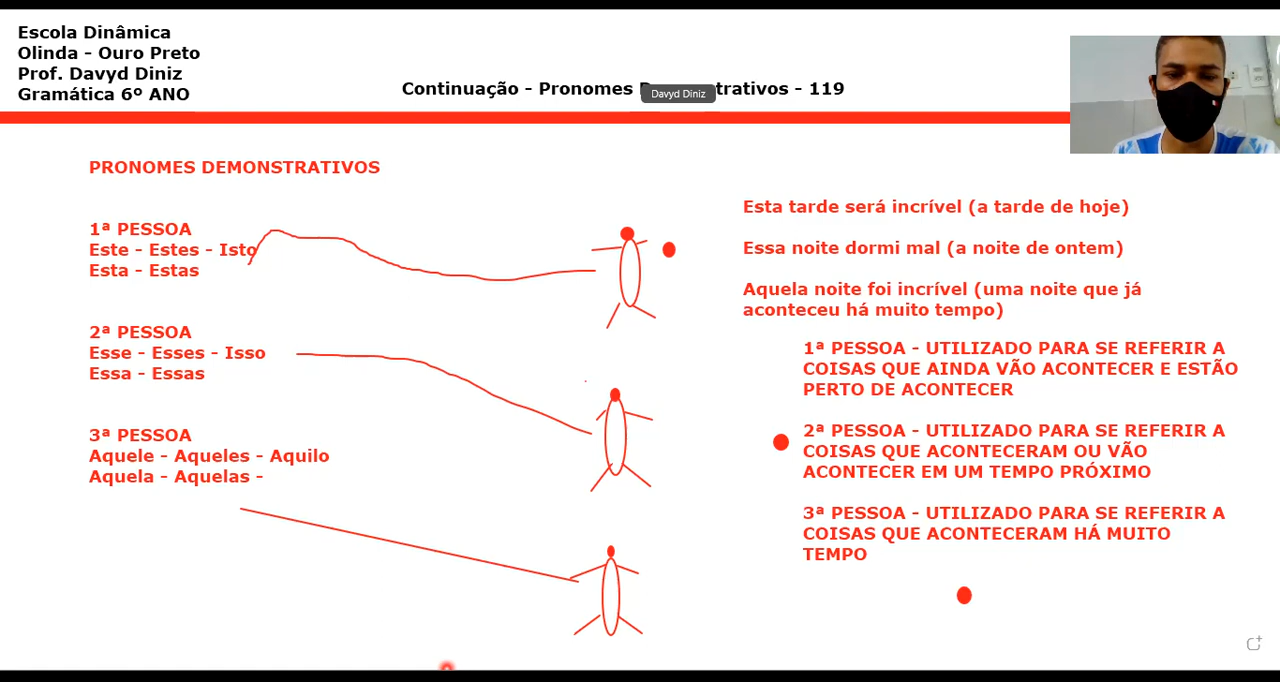 Escola Dinâmica
Olinda - Ouro Preto
Prof. Davyd Diniz
Gramática 6º ANO
Continuação - Pronomes D trativos - 119
Davyd Diniz
PRONOMES DEMONSTRATIVOS
1ª PESSOA
Este - Estes - Isto
Esta - Estas
2ª PESSOA
Esse - Esses - Isso
Essa - Essas
3ª PESSOA
Aquele - Aqueles - Aquilo
Aquela - Aquelas -
Esta tarde será incrível (a tarde de hoje)
Essa noite dormi mal (a noite de ontem)
Aquela noite foi incrível (uma noite que já
aconteceu há muito tempo)
1ª PESSOA - UTILIZADO PARA SE REFERIR A
COISAS QUE AINDA VÃO ACONTECER E ESTÃO
PERTO DE ACONTECER
2ª PESSOA - UTILIZADO PARA SE REFERIR A
COISAS QUE ACONTECERAM OU VÃO
ACONTECER EM UM TEMPO PRÓXIMO
3ª PESSOA - UTILIZADO PARA SE REFERIR A
COISAS QUE ACONTECERAM HÁ MUITO
TEMPO